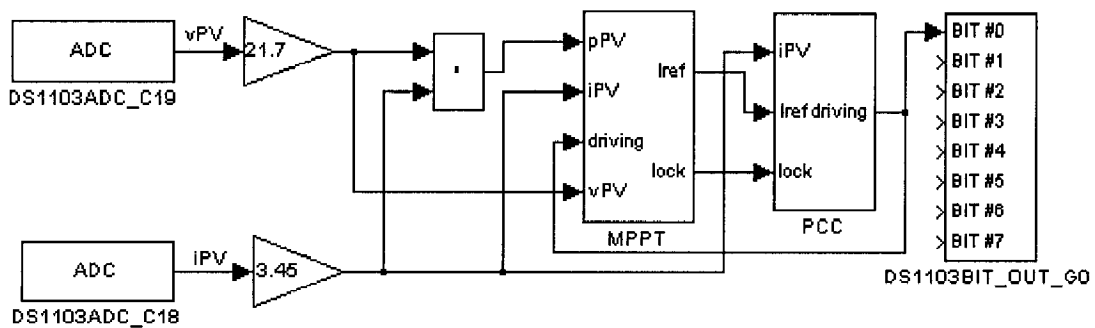 ADC
vPV
21.7
DS1103ADC_C19
pPV
iPV
driving
vPV
Iref
lock
MPPT
iPV
Iref driving
lock
PCC
BIT #0
BIT #1
BIT #2
BIT #3
BIT #4
BIT #5
BIT #6
BIT #7
DS1103BIT_OUT_G0
ADC
iPV
3.45
DS1103ADC_C18